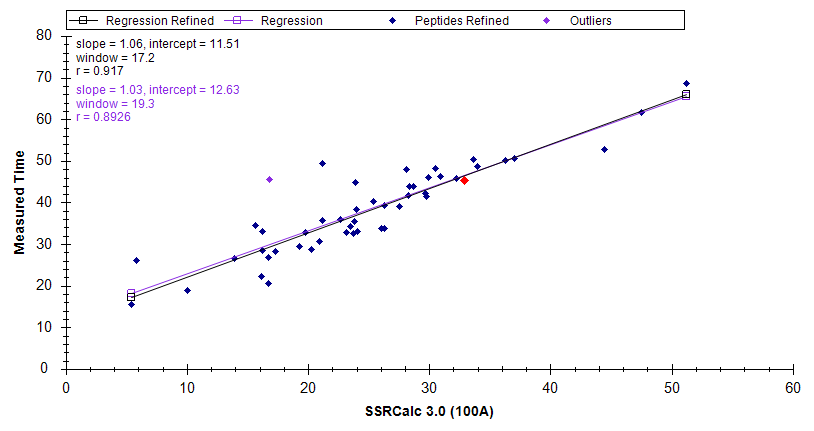 Regression Refined Regression Peptides Refined Outliers
80
slope = 1.06, intercept = 11.51
window = 17.2
r = 0.917
slope = 1.03, intercept = 12.63
window = 19.3
r = 0.8926
70
60
50
40
30
20
10
0
Measured Time
0 10 20 30 40 50 60
SSRCalc 3.0 (100A)